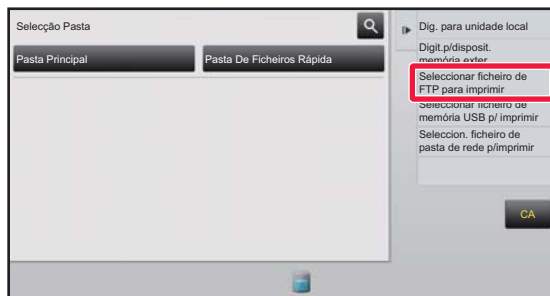 Selecção Pasta
Pasta Principal
Pasta De Ficheiros Rápida
Dig. para unidade local
Digit.p/disposit.
memória exter.
Seleccionar ficheiro de
FTP para imprimir
Seleccionar ficheiro de
memória USB p/ imprimir
Seleccion. ficheiro de
pasta de rede p/imprimir
CA